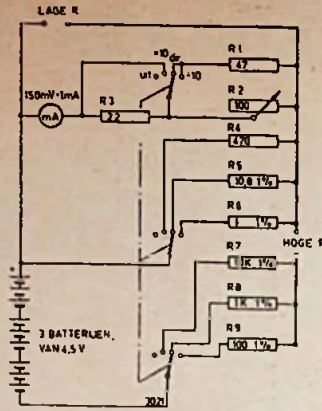 LAGE R
×10
dir
uit
÷10
R1
47
150mV-1mA
mA
R3
22
R2
100
R4
470
R5
10,8 1%
R6
1 1%
HOGE R
R7
1%
R8
1K 1%
R9
100 1%
3 BATTERIJEN
VAN 4,5 V
3021